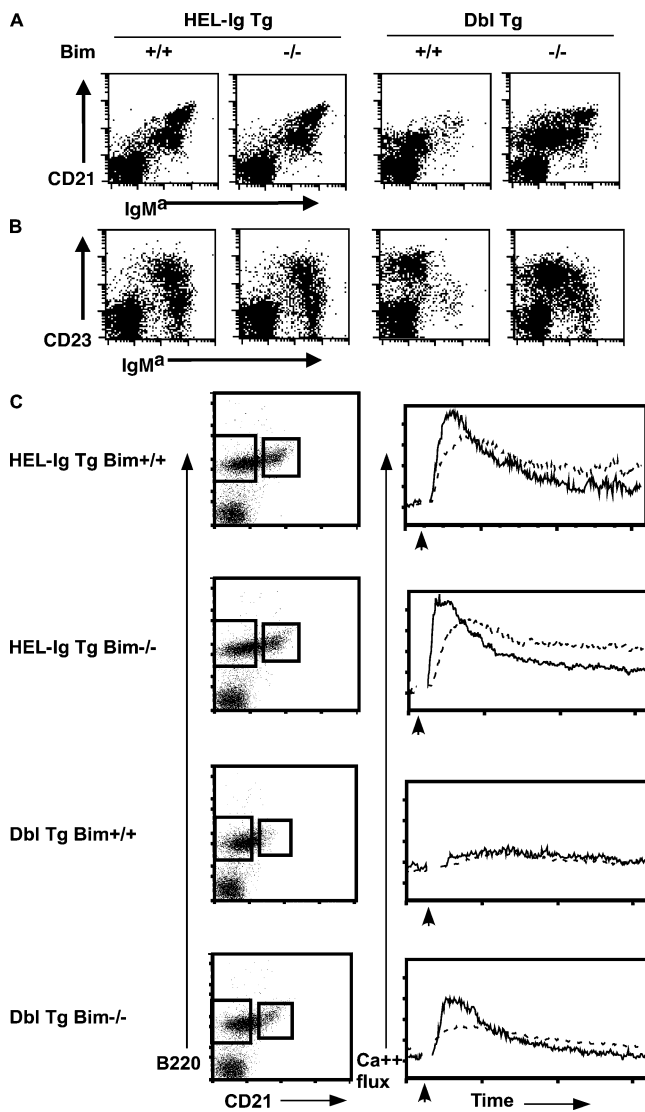 A
HEL-Ig Tg
Dbl Tg
Bim
+/+
-/-
+/+
-/-
CD21
IgMa
B
CD23
IgMa
C
HEL-Ig Tg Bim+/+
HEL-Ig Tg Bim-/-
Dbl Tg Bim+/+
Dbl Tg Bim-/-
B220
CD21
Ca++
flux
Time